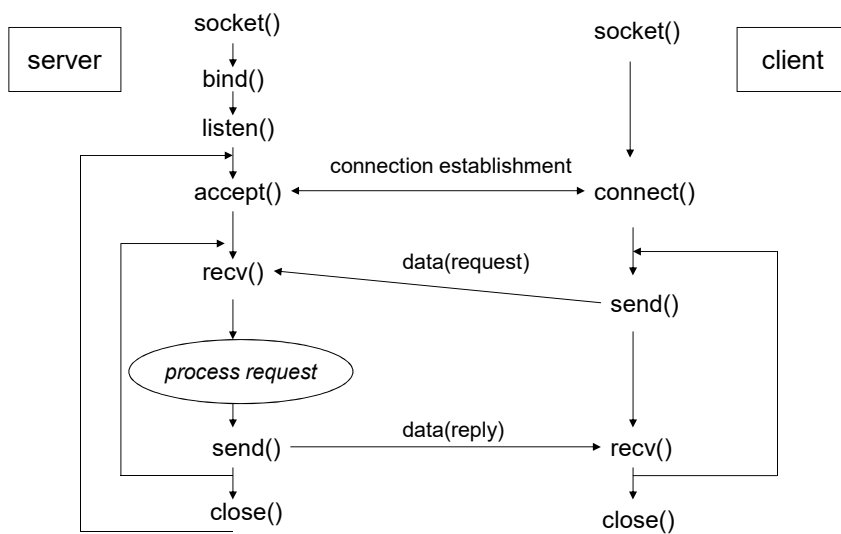 socket()
socket()
server
client
bind()
listen()
connection establishment
accept()
connect()
data(request)
recv()
send()
process request
data(reply)
send()
recv()
close()
close()